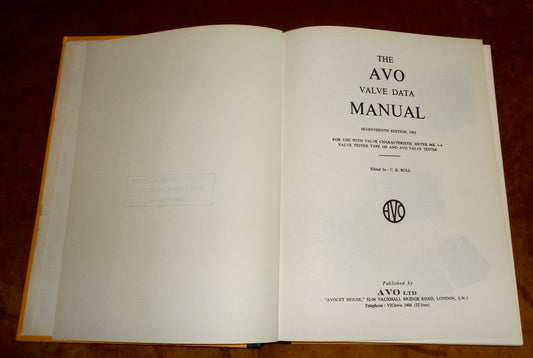 THE
AVO
VALVE DATA
MANUAL
SEVENTEENTH EDITION, 1965
FOR USE WITH VALVE CHARACTERISTIC METER MK 1-4
VALVE TESTER TYPE 160 AND AVO VALVE TESTER
Edited by: C. R. BULL
AVO
Published by
AVO LTD
"AVOCET HOUSE," 92-96 VAUXHALL BRIDGE ROAD, LONDON, S.W.1
Telephone: VICtoria 3404 (12 lines)